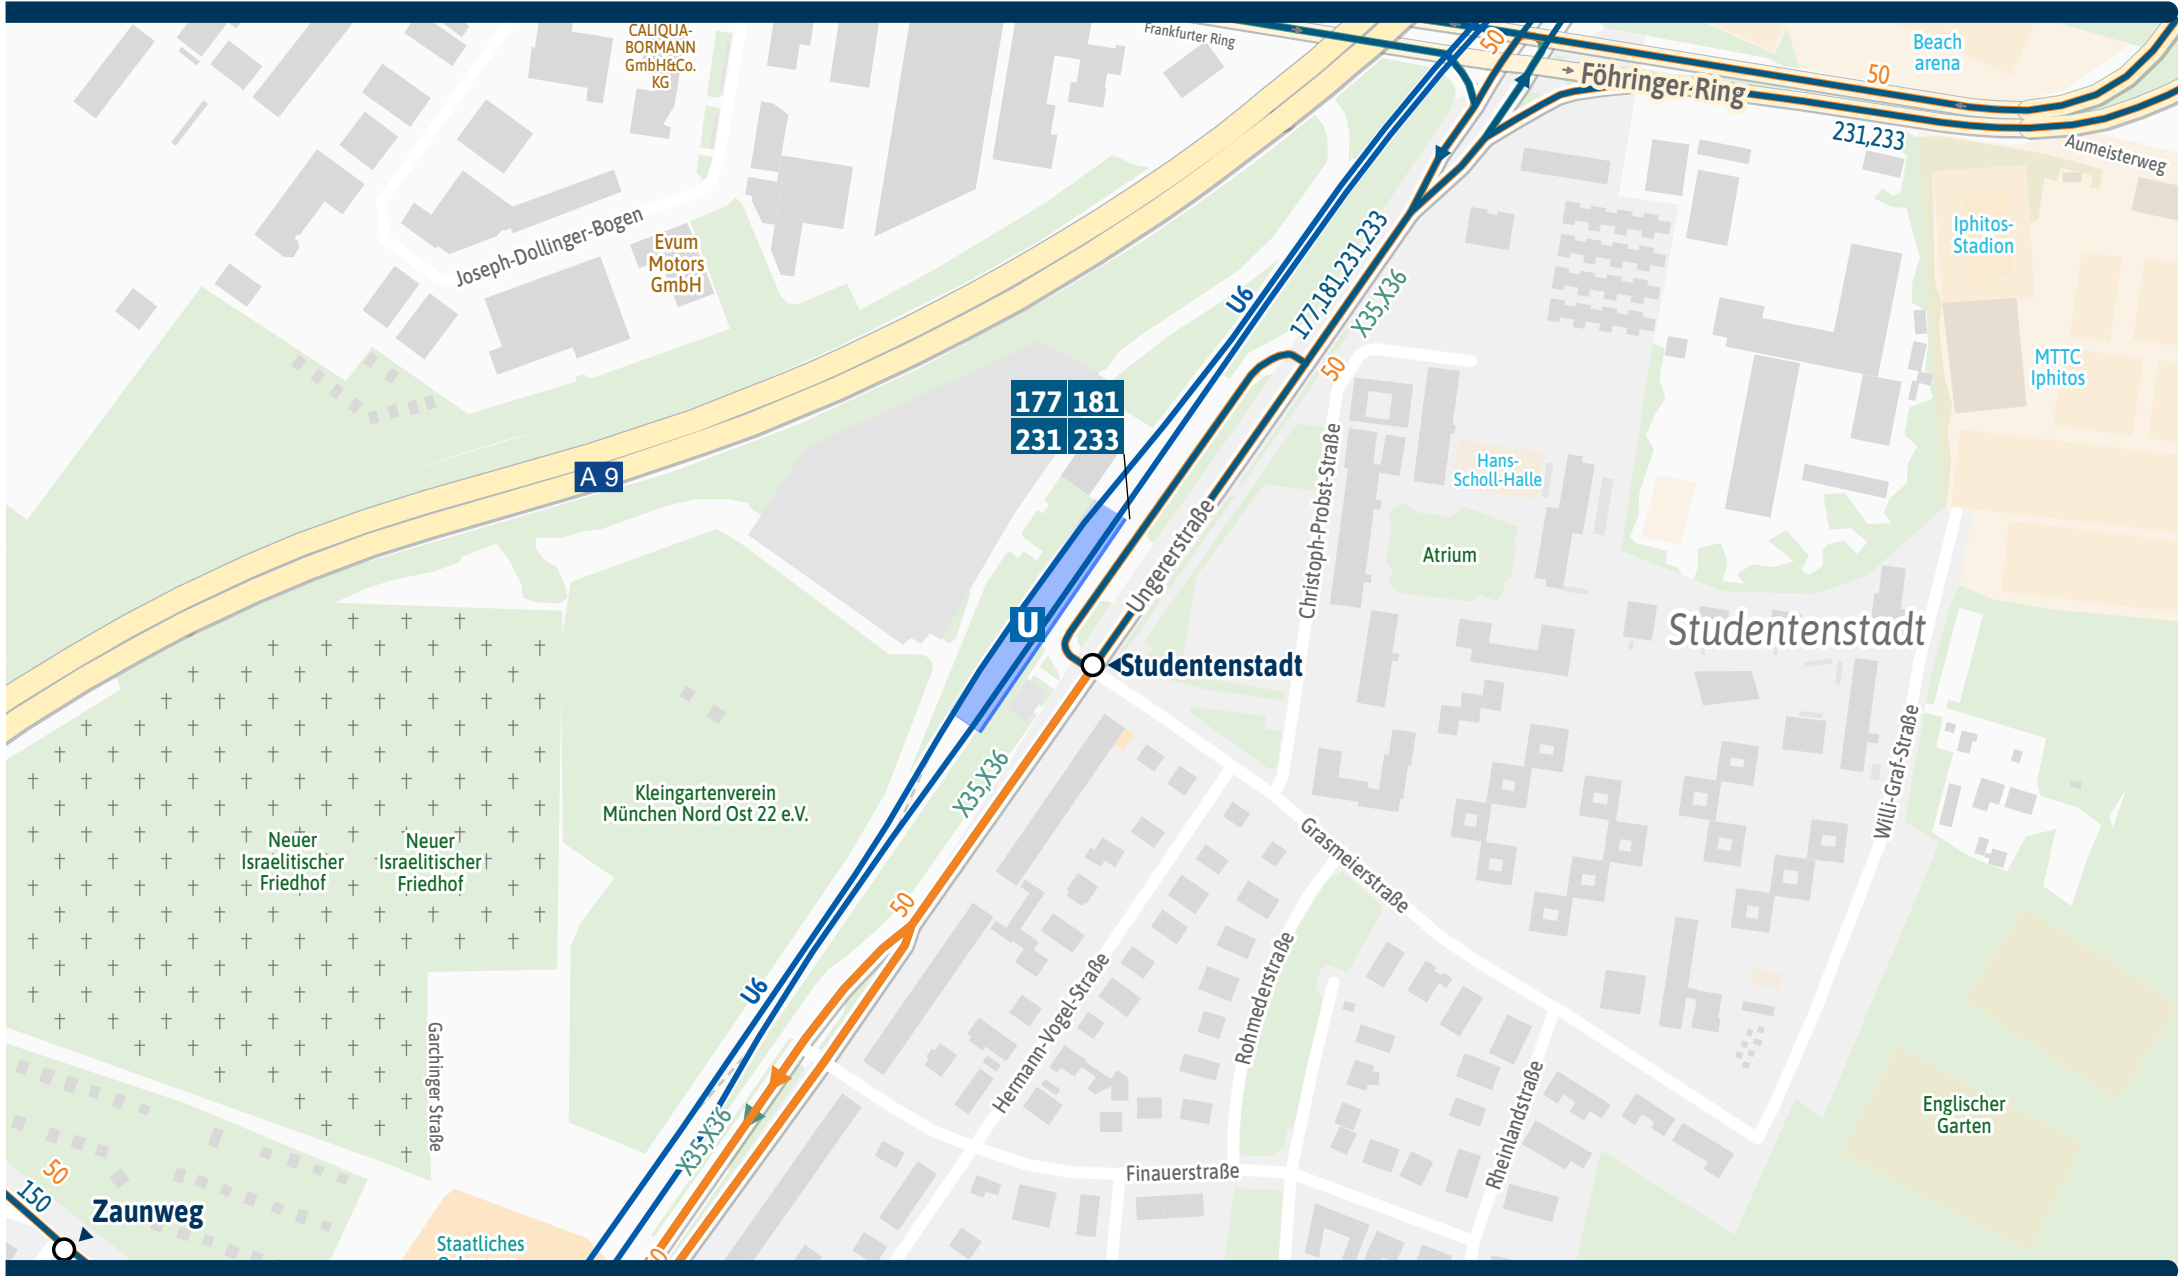 CALIQUA-
BORMANN
GmbH&Co.
KG
Frankfurter Ring
50
Föhringer Ring
50
Beach
arena
231,233
Aumeisterweg
Joseph-Dollinger-Bogen
Evum
Motors
GmbH
Iphitos-
Stadion
U6
177,181,231,233
X35,X36
50
MTTC
Iphitos
177 181
231 233
A 9
Hans-
Scholl-Halle
Christoph-Probst-Straße
Ungererstraße
Atrium
U
Studentenstadt
Studentenstadt
X35,X36
Kleingartenverein
München Nord Ost 22 e.V.
Willi-Graf-Straße
Neuer
Israelitischer
Friedhof
Neuer
Israelitischer
Friedhof
Grasmeierstraße
50
U6
Hermann-Vogel-Straße
Rohmederstraße
Garchinger Straße
X35,X36
Rheinlandstraße
Englischer
Garten
Finauerstraße
50
150
Zaunweg
Staatliches